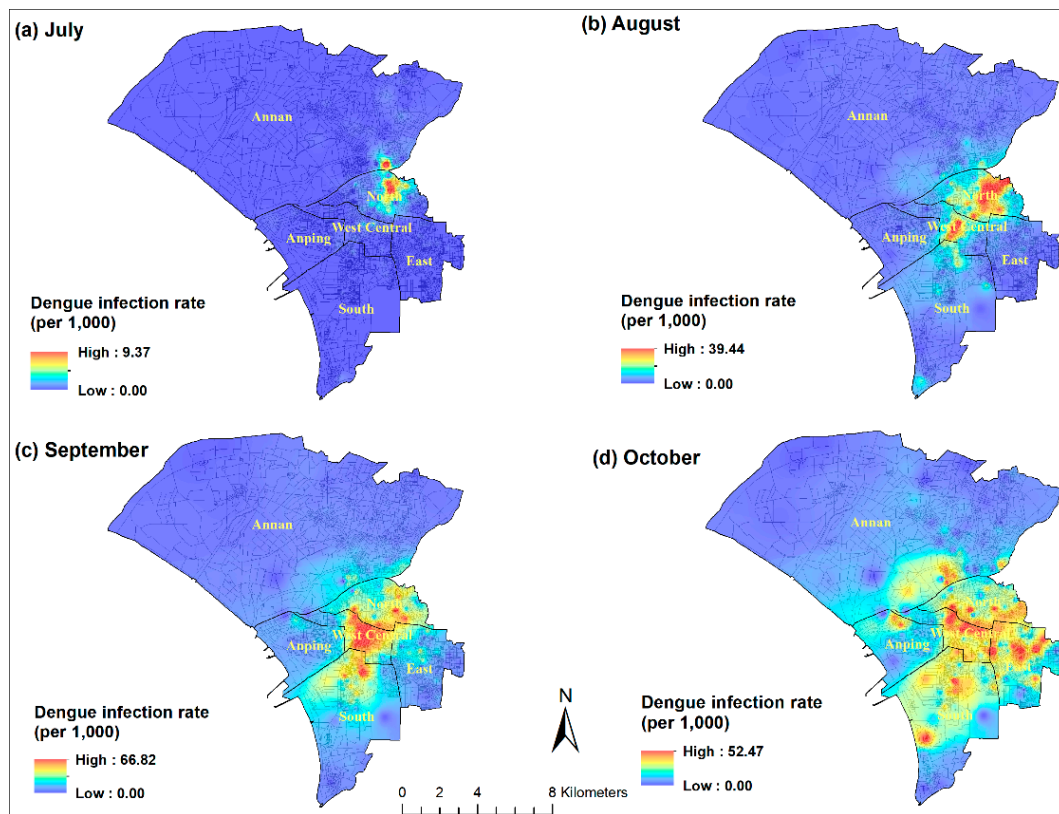 (a) July
Annan
North
West Central
Anping
East
South
Dengue infection rate
(per 1,000)
High : 9.37
Low : 0.00
(b) August
Annan
North
West Central
Anping
East
South
Dengue infection rate
(per 1,000)
High : 39.44
Low : 0.00
(c) September
Annan
North
West Central
Anping
East
South
Dengue infection rate
(per 1,000)
High : 66.82
Low : 0.00
N
0 2 4 8 Kilometers
(d) October
Annan
West Central
Anping
Dengue infection rate
(per 1,000)
High : 52.47
Low : 0.00